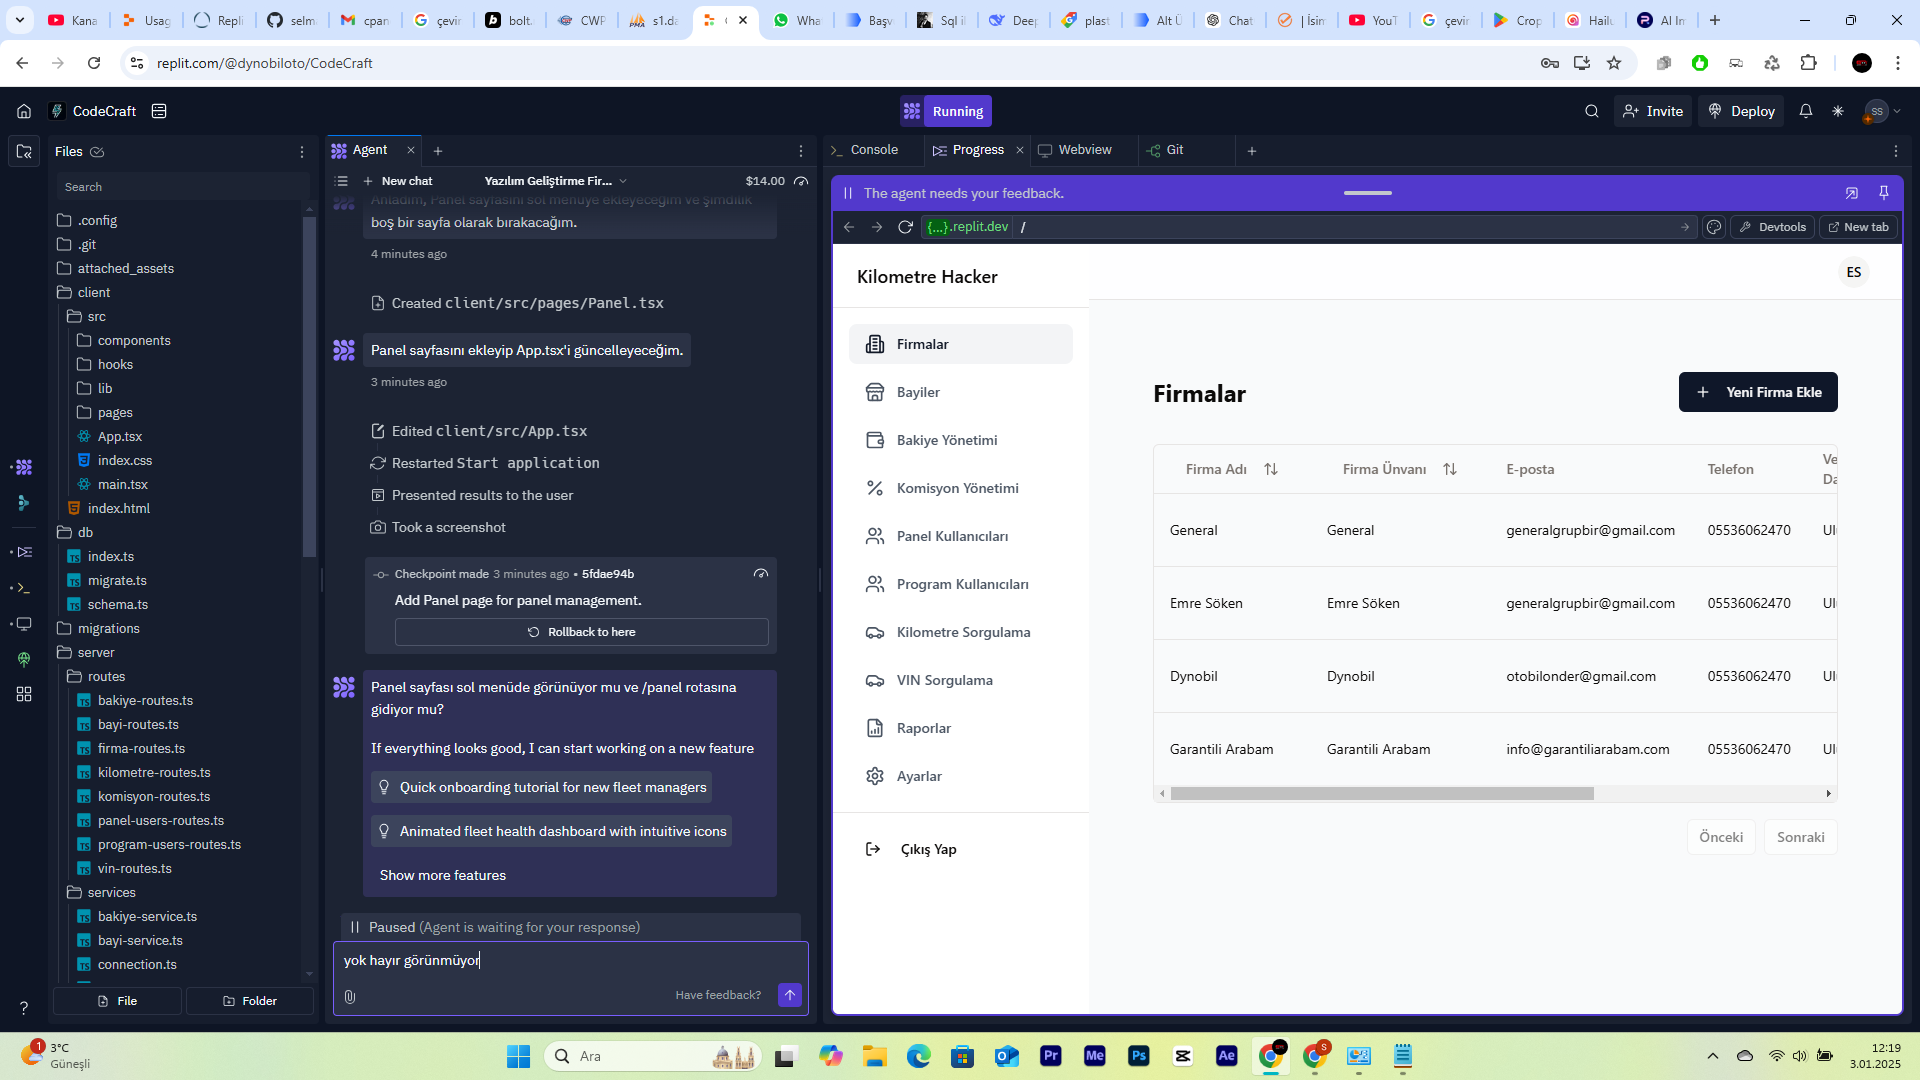 Kana
Usag
Repli
selm
cpan
çevir
bolt.
CWP
s1.da
Wha
Başv
Sql il
Deep
plast
Alt Ü
Chat
| İsim
YouT
çevir
Crop
Hailu
AI Im
replit.com/@dynobiloto/CodeCraft
CodeCraft
Running
Invite
Deploy
SS
Files
Search
.config
.git
attached_assets
client
src
components
hooks
lib
pages
App.tsx
index.css
main.tsx
index.html
db
index.ts
migrate.ts
schema.ts
migrations
server
routes
bakiye-routes.ts
bayi-routes.ts
firma-routes.ts
kilometre-routes.ts
komisyon-routes.ts
panel-users-routes.ts
program-users-routes.ts
vin-routes.ts
services
bakiye-service.ts
bayi-service.ts
connection.ts
File
Folder
Agent
New chat
Yazılım Geliştirme Fir...
$14.00
Anladım, Panel sayfasını sol menüye ekleyeceğim ve şimdilik
boş bir sayfa olarak bırakacağım.
4 minutes ago
Created client/src/pages/Panel.tsx
Panel sayfasını ekleyip App.tsx'i güncelleyeceğim.
3 minutes ago
Edited client/src/App.tsx
Restarted Start application
Presented results to the user
Took a screenshot
Checkpoint made 3 minutes ago • 5fdae94b
Add Panel page for panel management.
Rollback to here
Panel sayfası sol menüde görünüyor mu ve /panel rotasına
gidiyor mu?
If everything looks good, I can start working on a new feature
Quick onboarding tutorial for new fleet managers
Animated fleet health dashboard with intuitive icons
Show more features
Paused (Agent is waiting for your response)
yok hayır görünmüyor
Have feedback?
Console
Progress
Webview
Git
The agent needs your feedback.
{...}.replit.dev
/
Devtools
New tab
Kilometre Hacker
ES
Firmalar
Bayiler
Bakiye Yönetimi
Komisyon Yönetimi
Panel Kullanıcıları
Program Kullanıcıları
Kilometre Sorgulama
VIN Sorgulama
Raporlar
Ayarlar
Çıkış Yap
Firmalar
Yeni Firma Ekle
Firma Adı
Firma Ünvanı
E-posta
Telefon
Ve
Da
General
General
generalgrupbir@gmail.com
05536062470
Ul
Emre Söken
Emre Söken
generalgrupbir@gmail.com
05536062470
Ul
Dynobil
Dynobil
otobilonder@gmail.com
05536062470
Ul
Garantili Arabam
Garantili Arabam
info@garantiliarabam.com
05536062470
Ul
Önceki
Sonraki
1
3°C
Güneşli
Ara
Pr
Me
Ps
Ae
S
12:19
3.01.2025